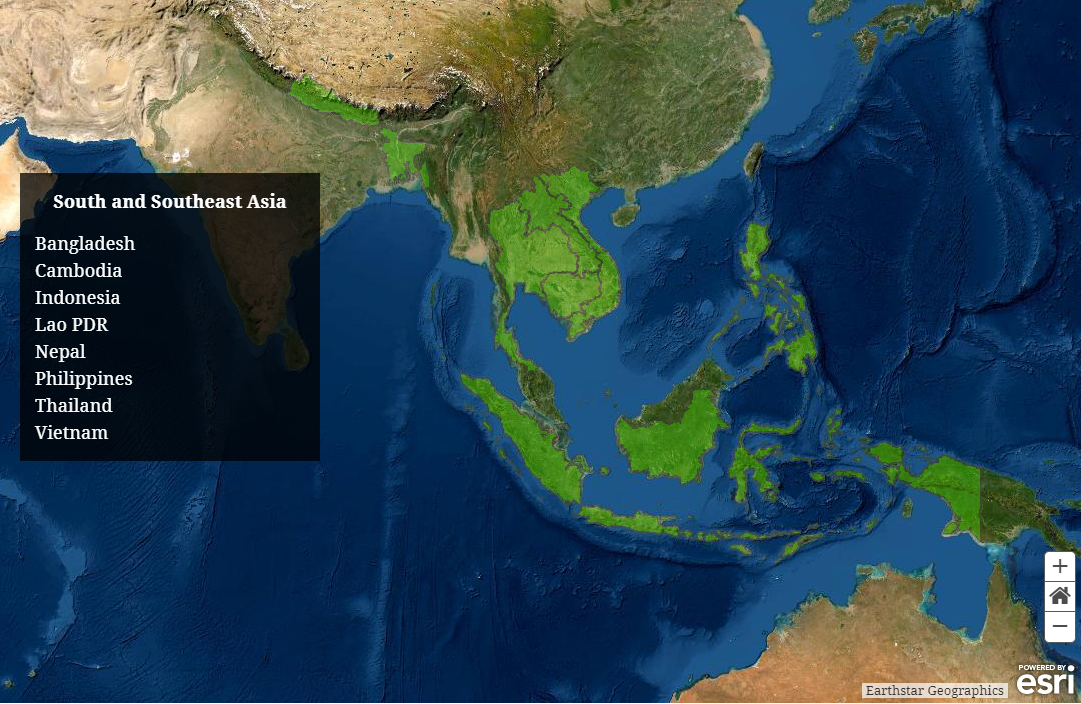 South and Southeast Asia
Bangladesh
Cambodia
Indonesia
Lao PDR
Nepal
Philippines
Thailand
Vietnam
+
−
POWERED BY
esri
Earthstar Geographics